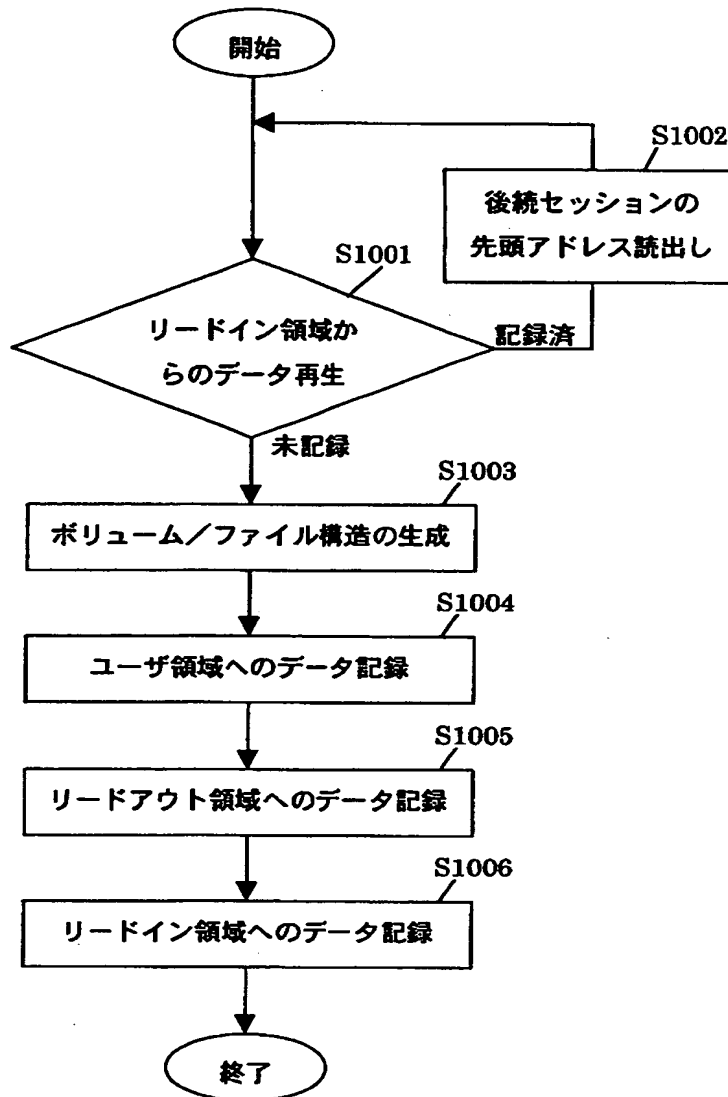 開始
S1002
後続セッションの
先頭アドレス読出し
S1001
リードイン領域か
らのデータ再生
記録済
未記録
S1003
ボリューム／ファイル構造の生成
S1004
ユーザ領域へのデータ記録
S1005
リードアウト領域へのデータ記録
S1006
リードイン領域へのデータ記録
終了